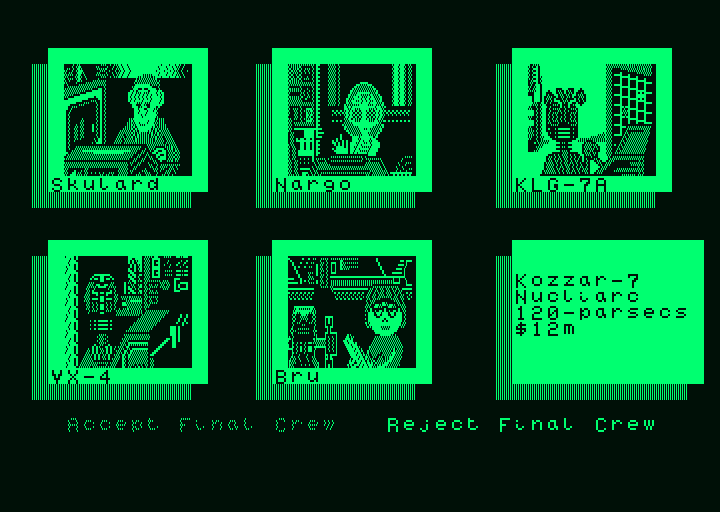 Skulard
Nargo
KLG-7A
VX-4
Bru
Kozzar-7
Nucliarc
120-parsecs
$12m
Accept Final Crew
Reject Final Crew